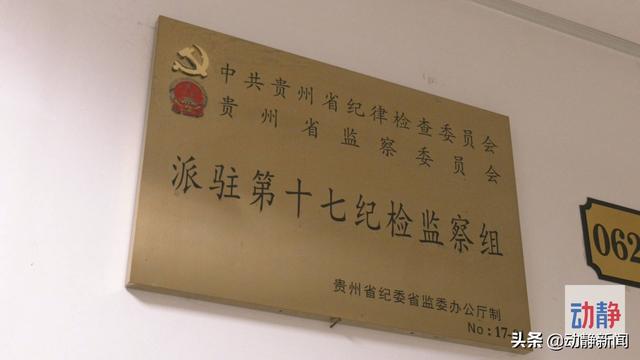 中共贵州省纪律检查委员会
贵州省监察委员会
派驻第十七纪检监察组
贵州省纪委省监委办公厅制
No:17-
062
动静
头条 @动静新闻